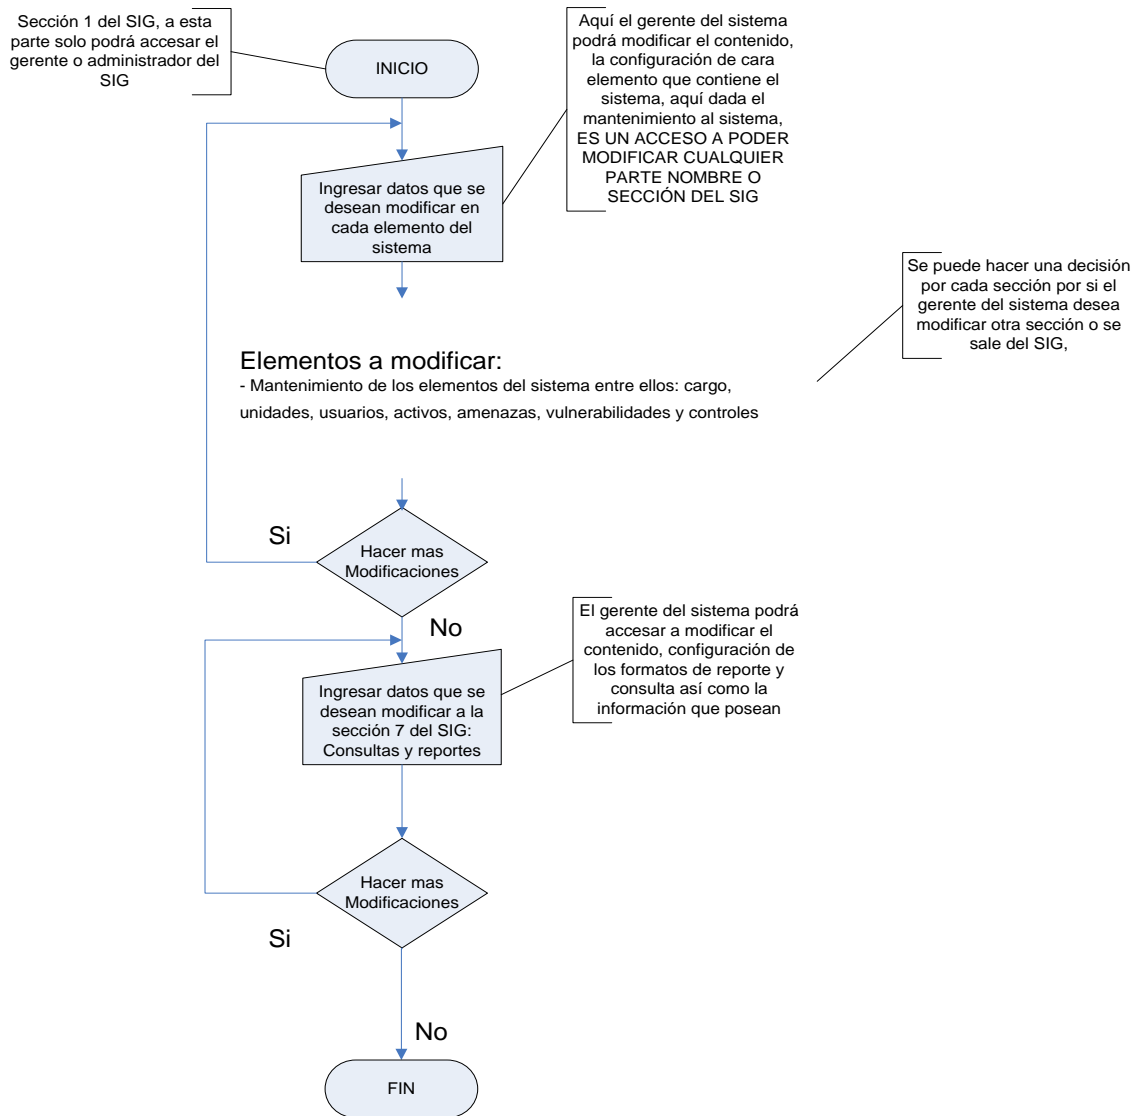 Sección 1 del SIG, a esta
parte solo podrá accesar el
gerente o administrador del
SIG
INICIO
Aquí el gerente del sistema
podrá modificar el contenido,
la configuración de cara
elemento que contiene el
sistema, aquí dada el
mantenimiento al sistema,
ES UN ACCESO A PODER
MODIFICAR CUALQUIER
PARTE NOMBRE O
SECCIÓN DEL SIG
Ingresar datos que se
desean modificar en
cada elemento del
sistema
Se puede hacer una decisión
por cada sección por si el
gerente del sistema desea
modificar otra sección o se
sale del SIG,
Elementos a modificar:
- Mantenimiento de los elementos del sistema entre ellos: cargo,
unidades, usuarios, activos, amenazas, vulnerabilidades y controles
Si
Hacer mas
Modificaciones
No
El gerente del sistema podrá
accesar a modificar el
contenido, configuración de
los formatos de reporte y
consulta así como la
información que posean
Ingresar datos que se
desean modificar a la
sección 7 del SIG:
Consultas y reportes
Hacer mas
Modificaciones
Si
No
FIN